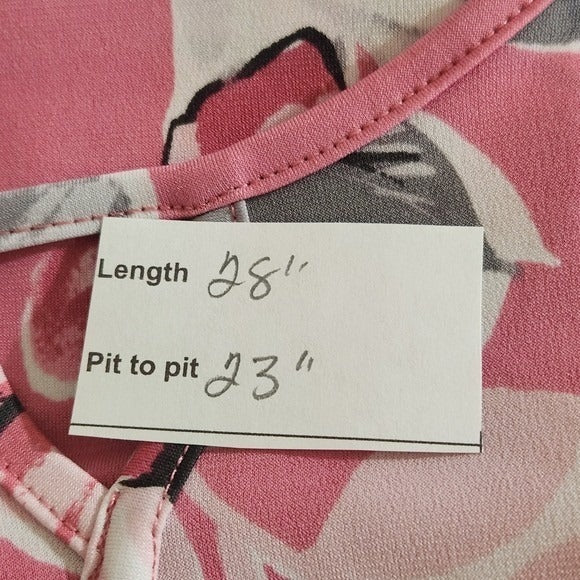 Length 28"
Pit to pit 23"